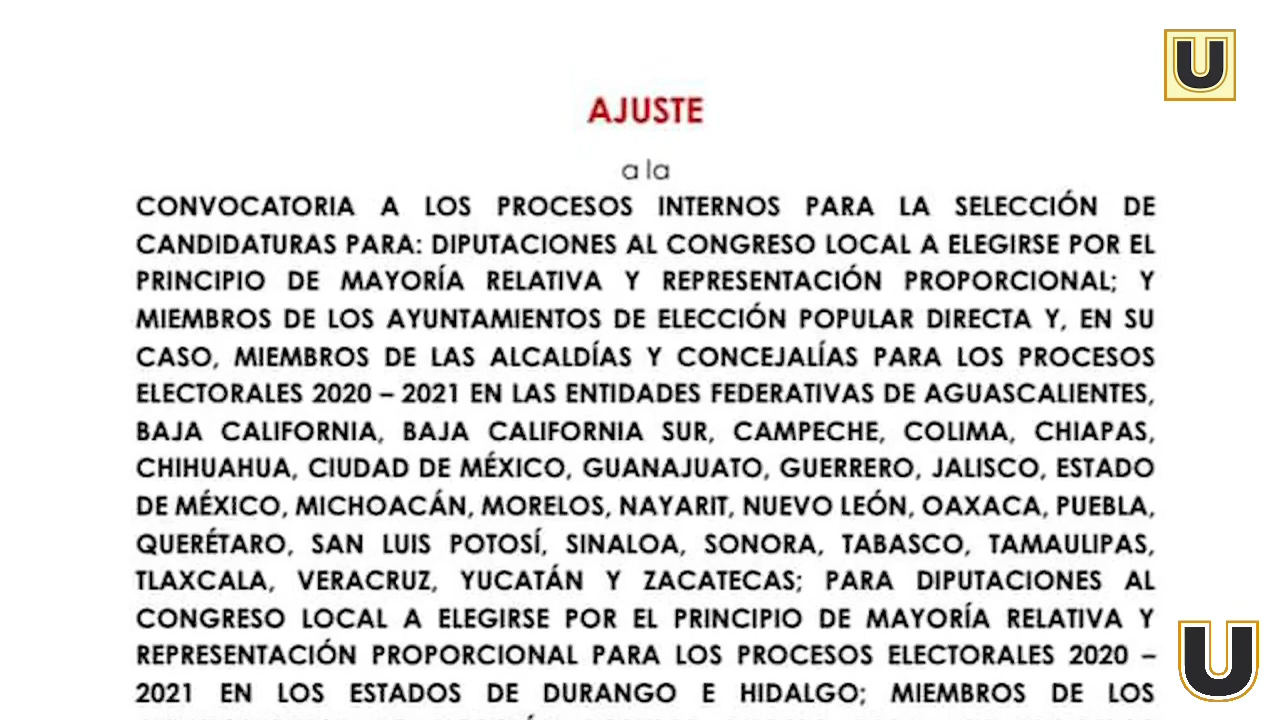 U
AJUSTE
a la
CONVOCATORIA A LOS PROCESOS INTERNOS PARA LA SELECCIÓN DE
CANDIDATURAS PARA: DIPUTACIONES AL CONGRESO LOCAL A ELEGIRSE POR EL
PRINCIPIO DE MAYORÍA RELATIVA Y REPRESENTACIÓN PROPORCIONAL; Y
MIEMBROS DE LOS AYUNTAMIENTOS DE ELECCIÓN POPULAR DIRECTA Y, EN SU
CASO, MIEMBROS DE LAS ALCALDÍAS Y CONCEJALÍAS PARA LOS PROCESOS
ELECTORALES 2020 – 2021 EN LAS ENTIDADES FEDERATIVAS DE AGUASCALIENTES,
BAJA CALIFORNIA, BAJA CALIFORNIA SUR, CAMPECHE, COLIMA, CHIAPAS,
CHIHUAHUA, CIUDAD DE MÉXICO, GUANAJUATO, GUERRERO, JALISCO, ESTADO
DE MÉXICO, MICHOACÁN, MORELOS, NAYARIT, NUEVO LEÓN, OAXACA, PUEBLA,
QUERÉTARO, SAN LUIS POTOSÍ, SINALOA, SONORA, TABASCO, TAMAULIPAS,
TLAXCALA, VERACRUZ, YUCATÁN Y ZACATECAS; PARA DIPUTACIONES AL
CONGRESO LOCAL A ELEGIRSE POR EL PRINCIPIO DE MAYORÍA RELATIVA Y
REPRESENTACIÓN PROPORCIONAL PARA LOS PROCESOS ELECTORALES 2020 –
2021 EN LOS ESTADOS DE DURANGO E HIDALGO; MIEMBROS DE LOS
U